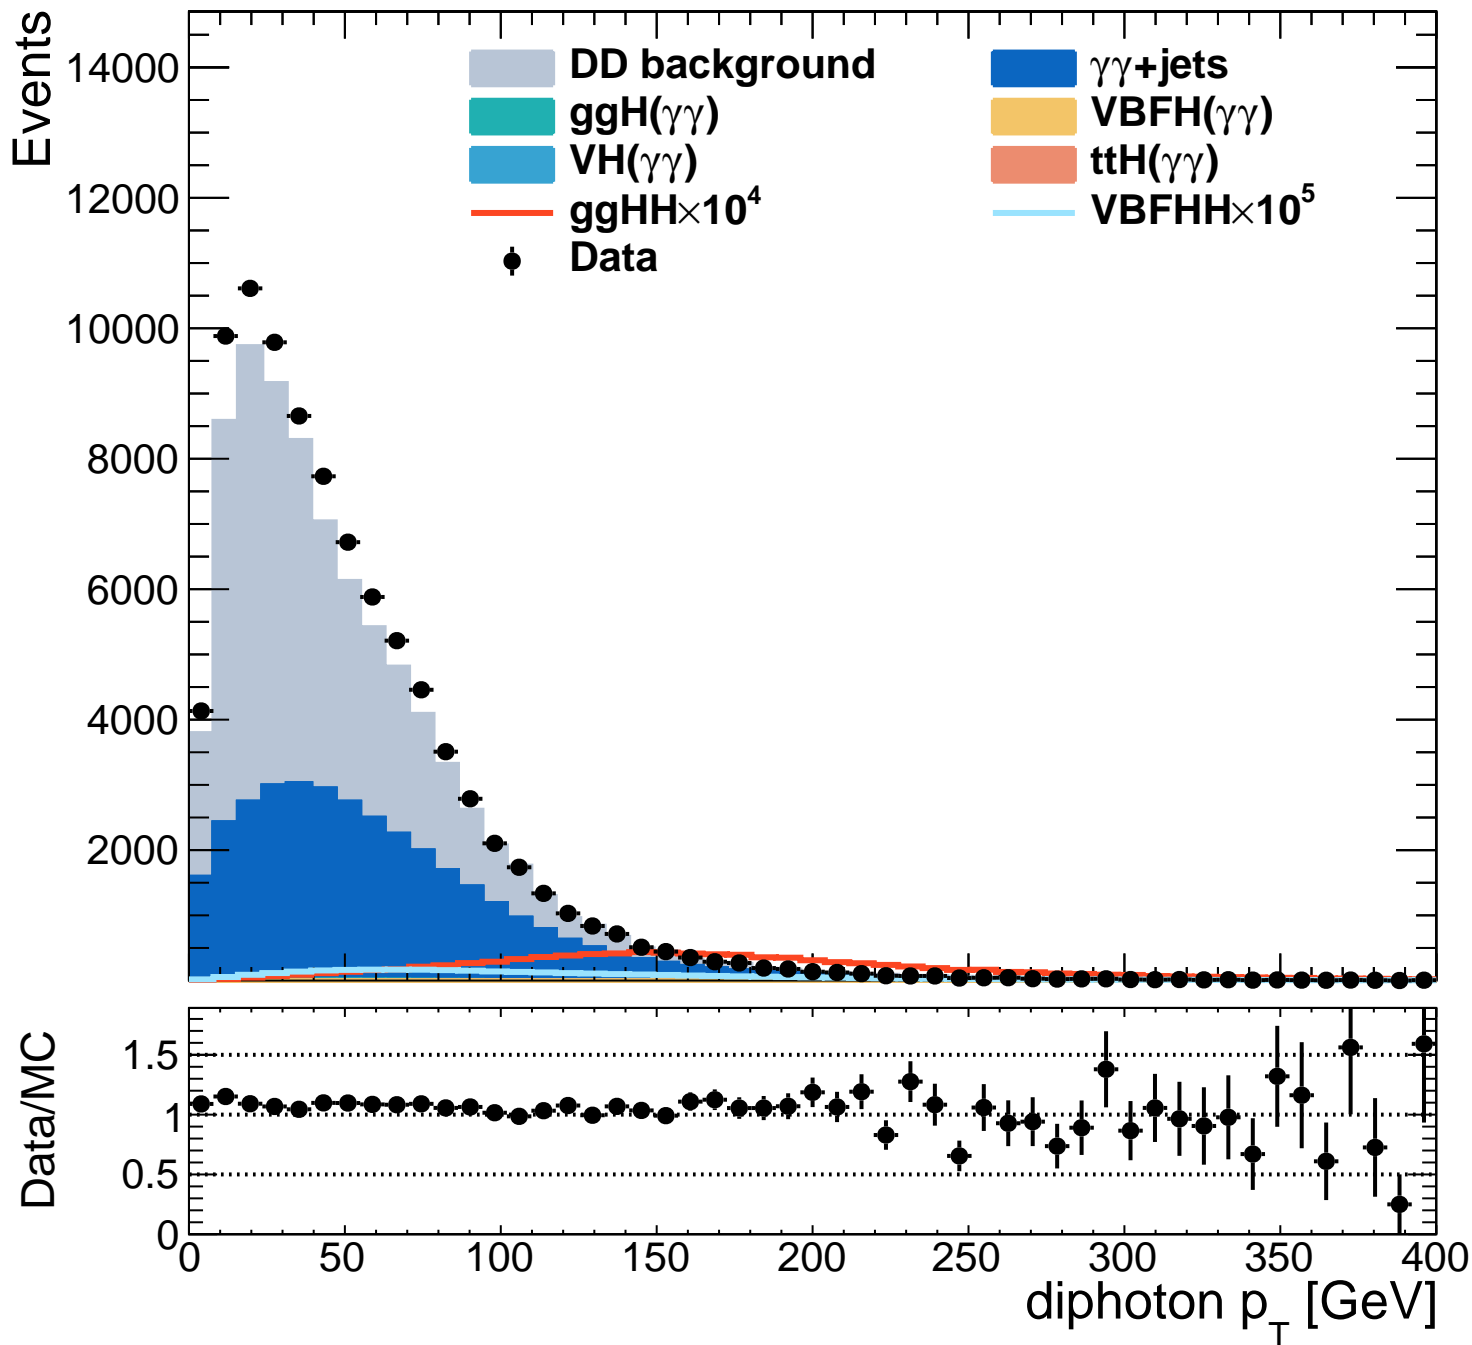 Events
14000
12000
10000
8000
6000
4000
2000
DD background
γγ+jets
ggH(γγ)
VBFH(γγ)
VH(γγ)
ttH(γγ)
ggHH×10⁴
VBFHH×10⁵
Data
Data/MC
1.5
1
0.5
0
0 50 100 150 200 250 300 350 400
diphoton p_T [GeV]